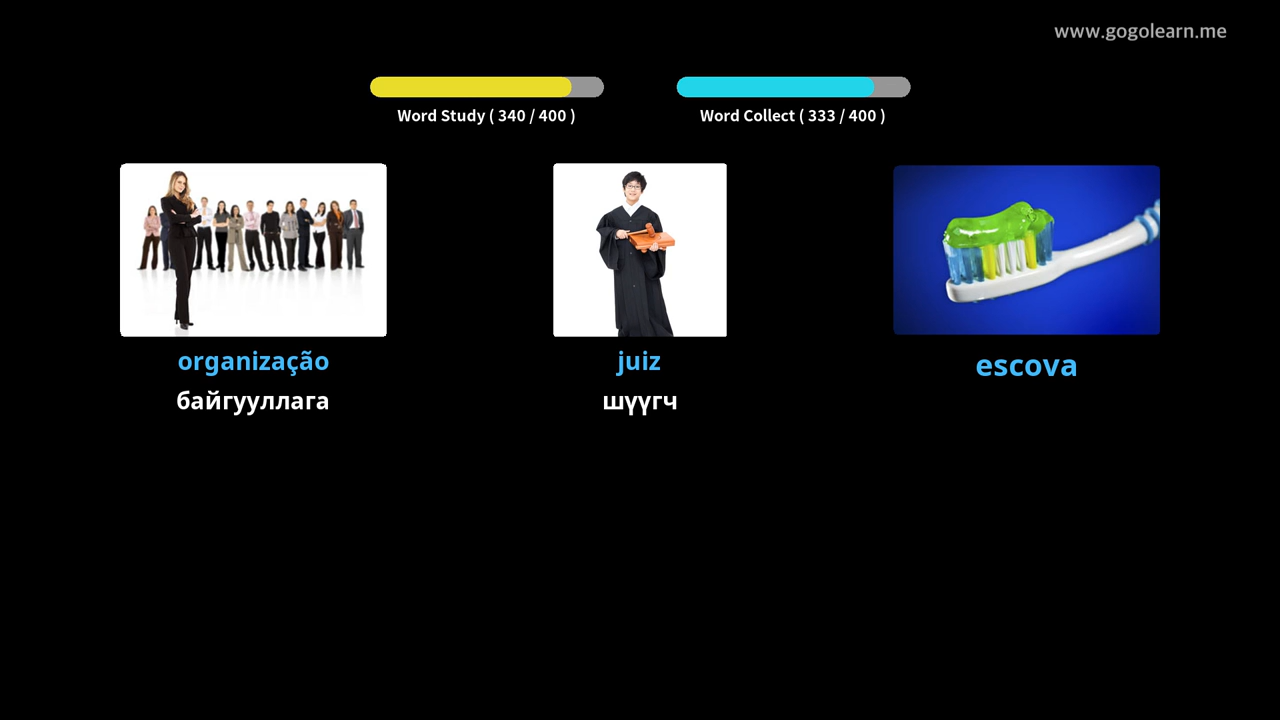 www.gogolearn.me
Word Study ( 340 / 400 )
Word Collect ( 333 / 400 )
organização
байгууллага
juiz
шүүгч
escova